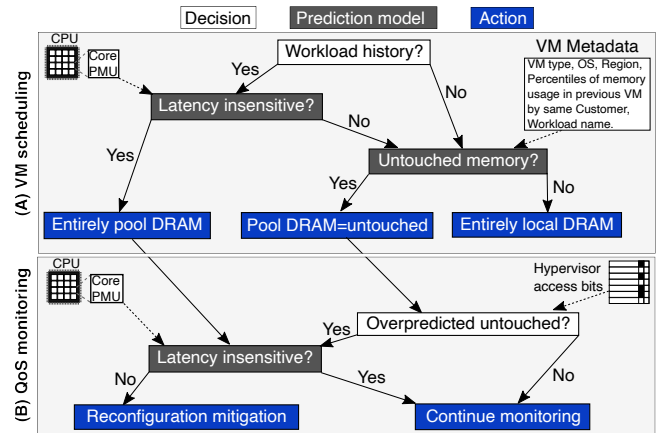 Decision
Prediction model
Action
(A) VM scheduling
CPU
Core
PMU
Workload history?
VM Metadata
VM type, OS, Region,
Percentiles of memory
usage in previous VM
by same Customer,
Workload name.
Yes
No
Latency insensitive?
No
Yes
Untouched memory?
Yes
No
Entirely pool DRAM
Pool DRAM=untouched
Entirely local DRAM
(B) QoS monitoring
CPU
Core
PMU
Hypervisor
access bits
Overpredicted untouched?
Yes
Latency insensitive?
No
Yes
No
Reconfiguration mitigation
Continue monitoring